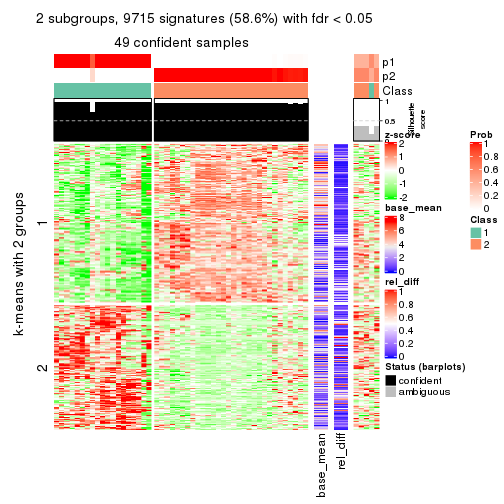 2 subgroups, 9715 signatures (58.6%) with fdr < 0.05
49 confident samples
p1
p2
Class
1
0.5
0
Silhouette
score
k-means with 2 groups
1
2
z-score
2
1
0
-1
-2
base_mean
8
6
4
2
0
rel_diff
1
0.8
0.6
0.4
0.2
0
Status (barplots)
confident
ambiguous
Prob
1
0.8
0.6
0.4
0.2
0
Class
1
2
base_mean
rel_diff